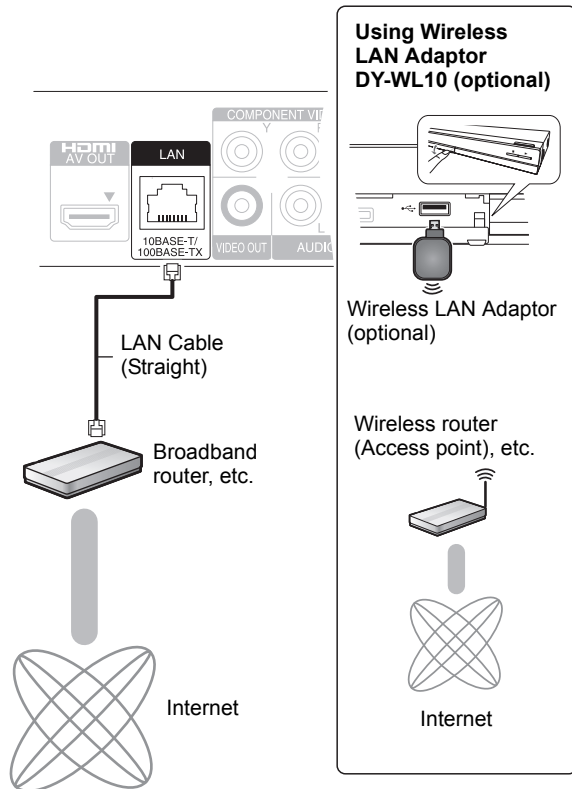 Using Wireless
LAN Adaptor
DY-WL10 (optional)
HDMI
AV OUT
LAN
10BASE-T/
100BASE-TX
COMPONENT VI
Y
VIDEO OUT
L
AUDIO
Wireless LAN Adaptor
(optional)
LAN Cable
(Straight)
Broadband
router, etc.
Internet
Wireless router
(Access point), etc.
Internet